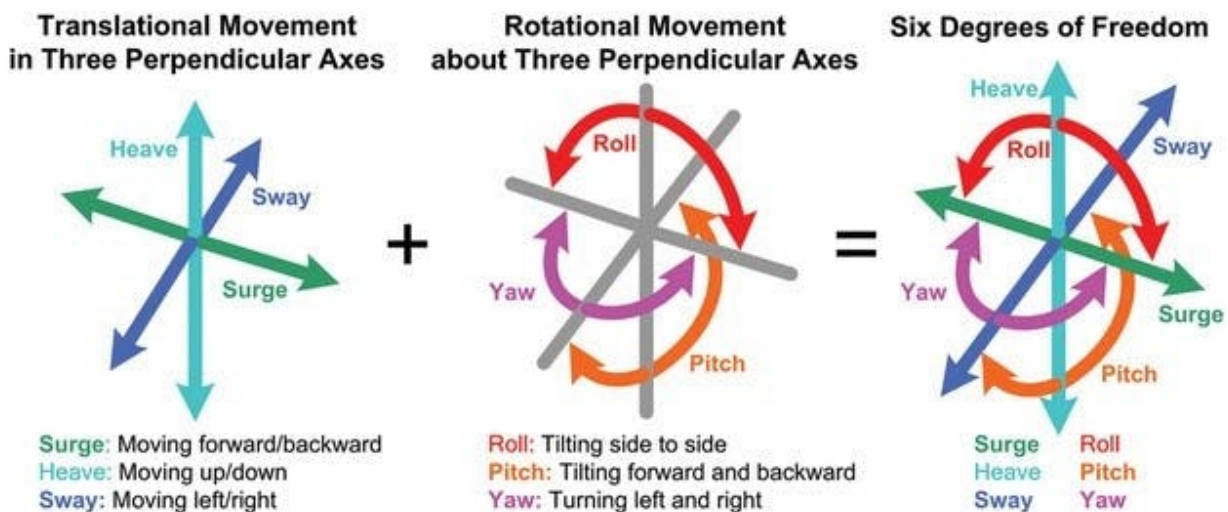 Translational Movement
in Three Perpendicular Axes
Heave
Sway
Surge
Surge: Moving forward/backward
Heave: Moving up/down
Sway: Moving left/right
+
Rotational Movement
about Three Perpendicular Axes
Roll
Yaw
Pitch
Roll: Tilting side to side
Pitch: Tilting forward and backward
Yaw: Turning left and right
=
Six Degrees of Freedom
Heave
Roll
Sway
Yaw
Surge
Pitch
Surge Roll
Heave Pitch
Sway Yaw